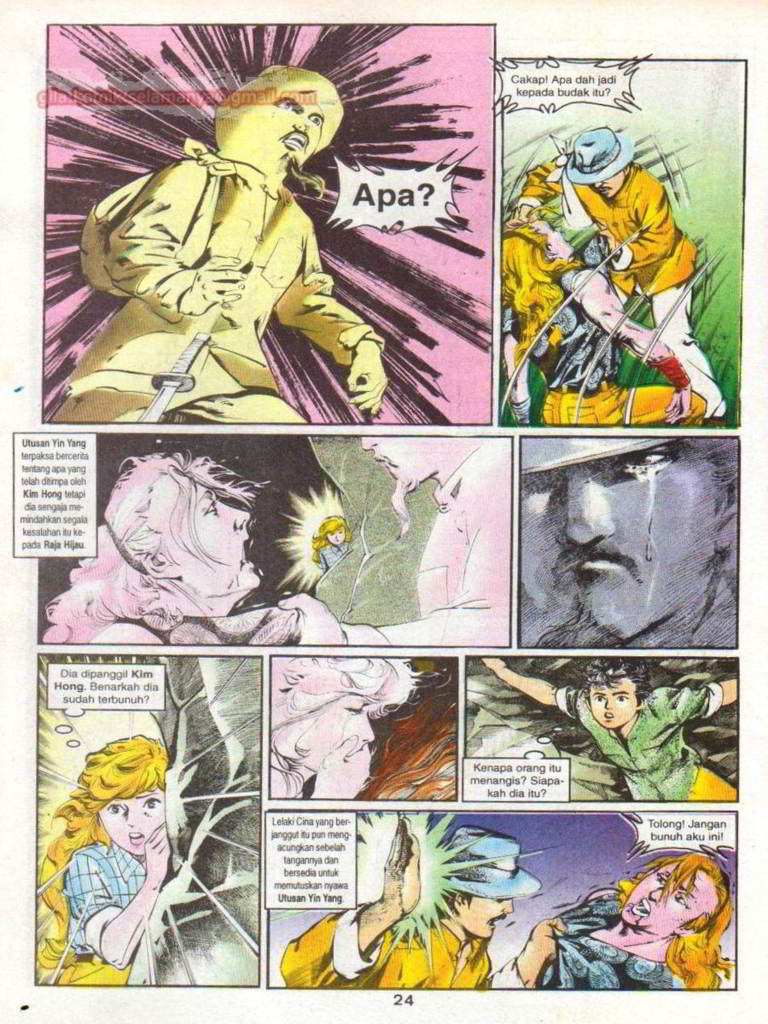 Apa?
Cakap! Apa dah jadi
kepada budak itu?
Utusan Yin Yang
terpaksa bercerita
tentang apa yang
telah ditimpa oleh
Kim Hong tetapi
dia sengaja me-
mindahkan segala
kesalahan itu ke-
pada Raja Hijau.
Dia dipanggil Kim
Hong. Benarkah dia
sudah terbunuh?
Kenapa orang itu
menangis? Siapa-
kah dia itu?
Lelaki Cina yang ber-
janggut itu pun meng-
acungkan sebelah
tangannya dan
bersedia untuk
memutuskan nyawa
Utusan Yin Yang.
Tolong! Jangan
bunuh aku ini!
24